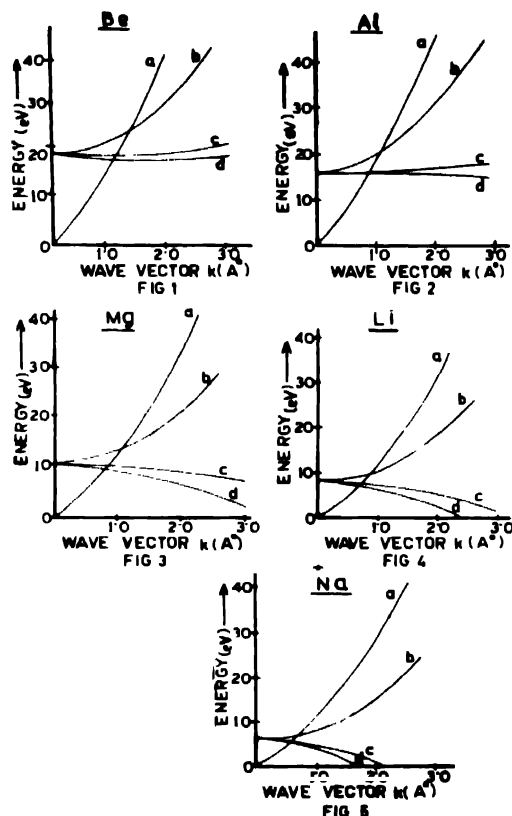 Be
Al
a
b
c
d
40
30
20
10
0
ENERGY (eV)
1·0 2·0 3·0
WAVE VECTOR k(A°)
FIG 1
a
b
c
d
40
30
20
10
0
ENERGY (eV)
1·0 2·0 3·0
WAVE VECTOR k(A°)
FIG 2
Mg
Li
a
b
c
d
40
30
20
10
0
ENERGY (eV)
1·0 2·0 3·0
WAVE VECTOR k(A°)
FIG 3
a
b
c
d
40
30
20
10
0
ENERGY (eV)
0 1·0 2·0 3·0
WAVE VECTOR k(A°)
FIG 4
Na
a
b
c
40
30
20
10
0
ENERGY (eV)
3·0
WAVE VECTOR k(A°)